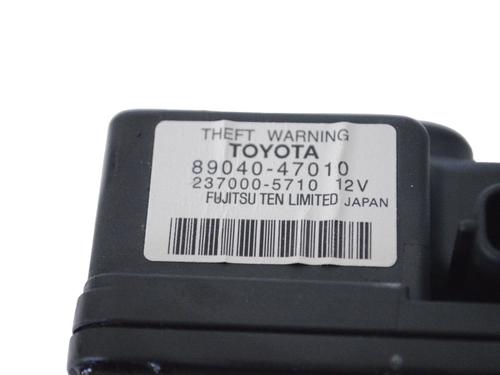 THEFT WARNING
TOYOTA
89040-47010
237000-5710 12V
FUJITSU TEN LIMITED JAPAN